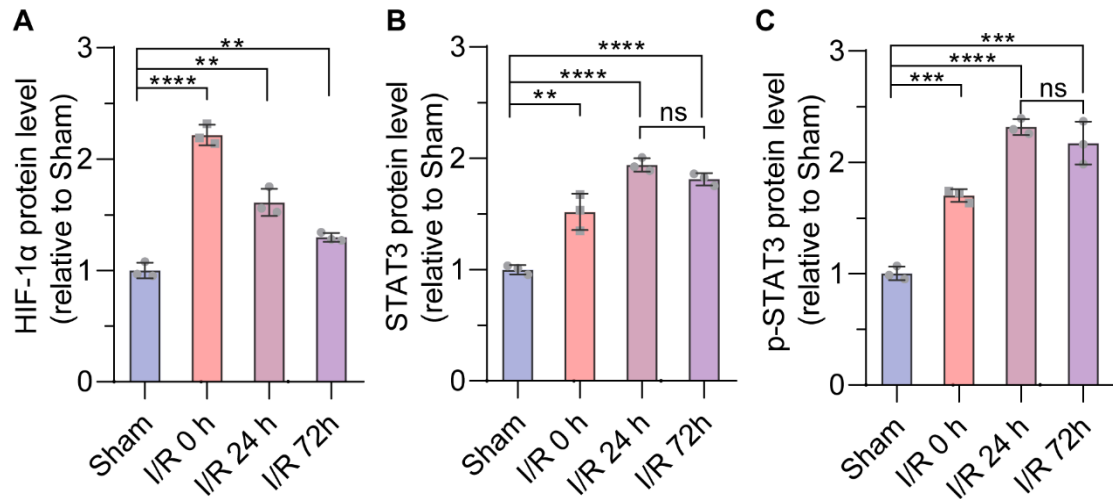 A
HIF-1α protein level
(relative to Sham)
3
2
1
0
**
**
****
Sham
I/R 0 h
I/R 24 h
I/R 72h
B
STAT3 protein level
(relative to Sham)
3
2
1
0
****
****
**
ns
Sham
I/R 0 h
I/R 24 h
I/R 72h
C
p-STAT3 protein level
(relative to Sham)
3
2
1
0
***
****
***
ns
Sham
I/R 0 h
I/R 24 h
I/R 72h